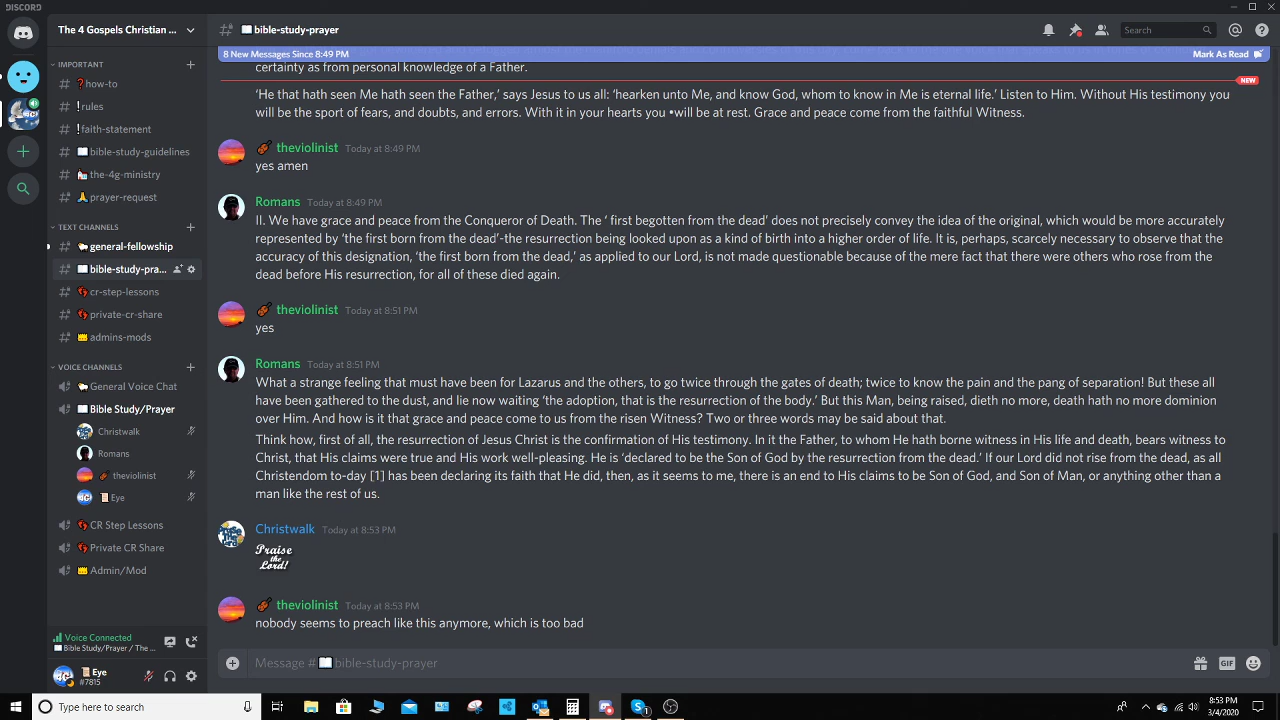 DISCORD
The 4 Gospels Christian ...
bible-study-prayer
Search
IMPORTANT
how-to
rules
faith-statement
bible-study-guidelines
the-4g-ministry
prayer-request
TEXT CHANNELS
general-fellowship
bible-study-pra...
cr-step-lessons
private-cr-share
admins-mods
VOICE CHANNELS
General Voice Chat
Bible Study/Prayer
Christwalk
Romans
theviolinist
Eye
CR Step Lessons
Private CR Share
Admin/Mod
Voice Connected
Bible Study/Prayer / The ...
Eye
#7815
8 New Messages Since 8:49 PM
Mark As Read
certainty as from personal knowledge of a Father.
NEW
‘He that hath seen Me hath seen the Father,’ says Jesus to us all: ‘hearken unto Me, and know God, whom to know in Me is eternal life.’ Listen to Him. Without His testimony you
will be the sport of fears, and doubts, and errors. With it in your hearts you •will be at rest. Grace and peace come from the faithful Witness.
theviolinist Today at 8:49 PM
yes amen
Romans Today at 8:49 PM
II. We have grace and peace from the Conqueror of Death. The ‘ first begotten from the dead’ does not precisely convey the idea of the original, which would be more accurately
represented by ‘the first born from the dead’-the resurrection being looked upon as a kind of birth into a higher order of life. It is, perhaps, scarcely necessary to observe that the
accuracy of this designation, ‘the first born from the dead,’ as applied to our Lord, is not made questionable because of the mere fact that there were others who rose from the
dead before His resurrection, for all of these died again.
theviolinist Today at 8:51 PM
yes
Romans Today at 8:51 PM
What a strange feeling that must have been for Lazarus and the others, to go twice through the gates of death; twice to know the pain and the pang of separation! But these all
have been gathered to the dust, and lie now waiting ‘the adoption, that is the resurrection of the body.’ But this Man, being raised, dieth no more, death hath no more dominion
over Him. And how is it that grace and peace come to us from the risen Witness? Two or three words may be said about that.
Think how, first of all, the resurrection of Jesus Christ is the confirmation of His testimony. In it the Father, to whom He hath borne witness in His life and death, bears witness to
Christ, that His claims were true and His work well-pleasing. He is ‘declared to be the Son of God by the resurrection from the dead.’ If our Lord did not rise from the dead, as all
Christendom to-day [1] has been declaring its faith that He did, then, as it seems to me, there is an end to His claims to be Son of God, and Son of Man, or anything other than a
man like the rest of us.
Christwalk Today at 8:53 PM
Praise
the
Lord!
theviolinist Today at 8:53 PM
nobody seems to preach like this anymore, which is too bad
Message # bible-study-prayer
GIF
Type here to search
8:53 PM
3/4/2020